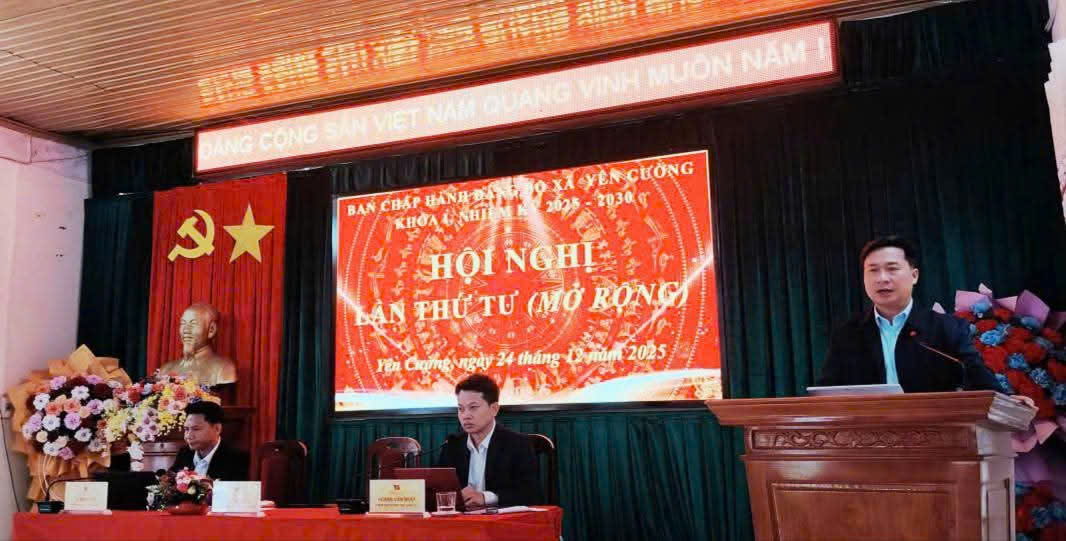 ĐẢNG CỘNG SẢN VIỆT NAM QUANG VINH MUÔN NĂM !
BAN CHẤP HÀNH ĐẢNG BỘ XÃ YÊN CƯỜNG
KHÓA I, NHIỆM KỲ 2025 - 2030
HỘI NGHỊ
LẦN THỨ TƯ (MỞ RỘNG)
Yên Cường, ngày 24 tháng 12 năm 2025